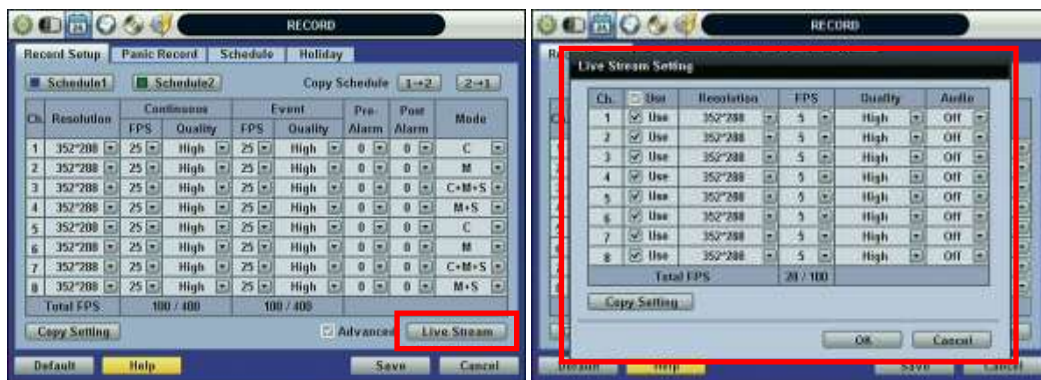 RECORD
Record Setup Panic Record Schedule Holiday
Schedule1 Schedule2 Copy Schedule 1→2 2→1
Ch. Resolution Continuous Event Pre-Alarm Post Alarm Mode
FPS Quality FPS Quality
1 352*288 25 High 25 High 0 0 C
2 352*288 25 High 25 High 0 0 M
3 352*288 25 High 25 High 0 0 C+M+S
4 352*288 25 High 25 High 0 0 M+S
5 352*288 25 High 25 High 0 0 C
6 352*288 25 High 25 High 0 0 M
7 352*288 25 High 25 High 0 0 C+M+S
8 352*288 25 High 25 High 0 0 M+S
Total FPS 100 / 400 100 / 400
Copy Setting Advanced Live Stream
Default Help Save Cancel
RECORD
Live Stream Setting
Ch. Use Resolution FPS Quality Audio
1 Use 352*288 5 High Off
2 Use 352*288 5 High Off
3 Use 352*288 5 High Off
4 Use 352*288 5 High Off
5 Use 352*288 5 High Off
6 Use 352*288 5 High Off
7 Use 352*288 5 High Off
8 Use 352*288 5 High Off
Total FPS 20 / 100
Copy Setting
OK Cancel
Default Help Save Cancel